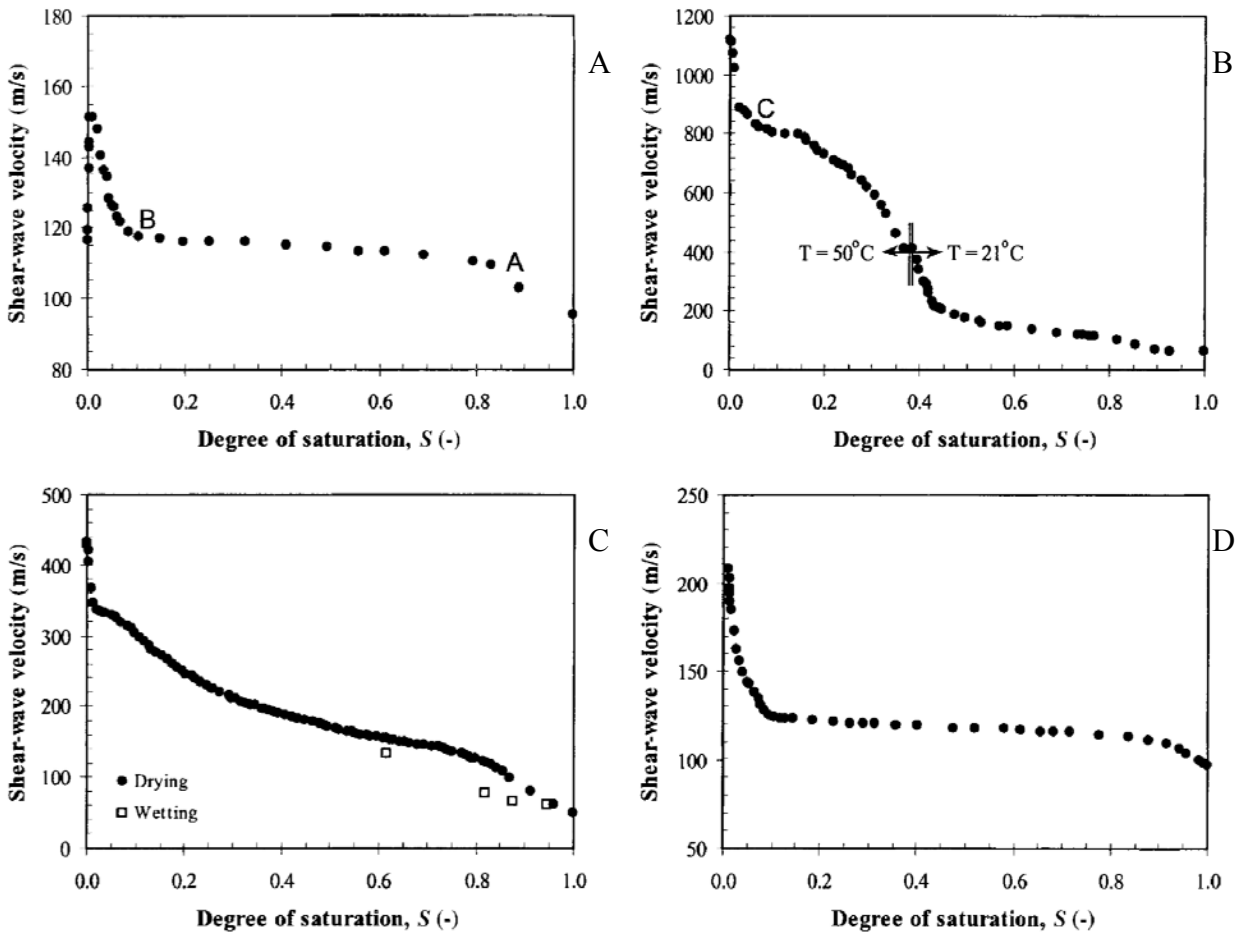 180
160
140
120
100
80
Shear-wave velocity (m/s)
B
A
A
0.0 0.2 0.4 0.6 0.8 1.0
Degree of saturation, S (-)
1200
1000
800
600
400
200
0
Shear-wave velocity (m/s)
C
T = 50°C T = 21°C
B
0.0 0.2 0.4 0.6 0.8 1.0
Degree of saturation, S (-)
500
400
300
200
100
0
Shear-wave velocity (m/s)
Drying
Wetting
C
0.0 0.2 0.4 0.6 0.8 1.0
Degree of saturation, S (-)
250
200
150
100
50
Shear-wave velocity (m/s)
D
0.0 0.2 0.4 0.6 0.8 1.0
Degree of saturation, S (-)